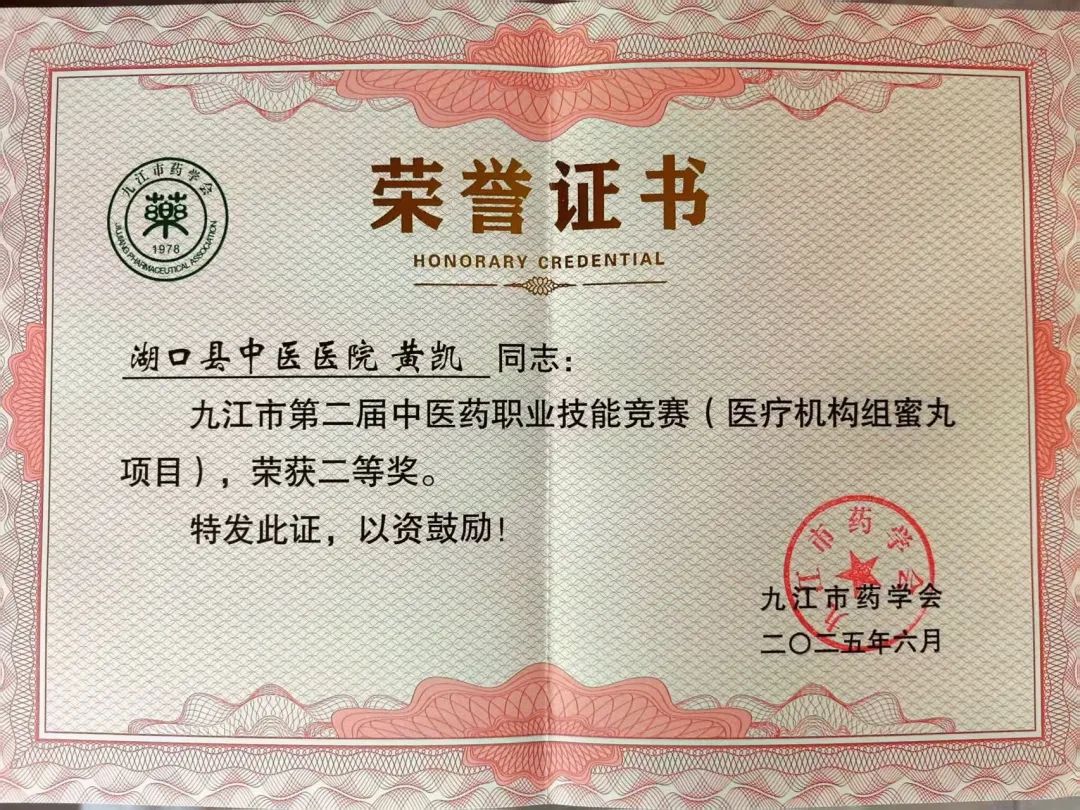 九江市药学会
藥
1978
JIUJIANG PHARMACEUTICAL ASSOCIATION
荣誉证书
HONORARY CREDENTIAL
湖口县中医医院 黄凯 同志：
九江市第二届中医药职业技能竞赛（医疗机构组蜜丸
项目），荣获二等奖。
特发此证，以资鼓励！
九江市药学会
九江市药学会
二〇二五年六月